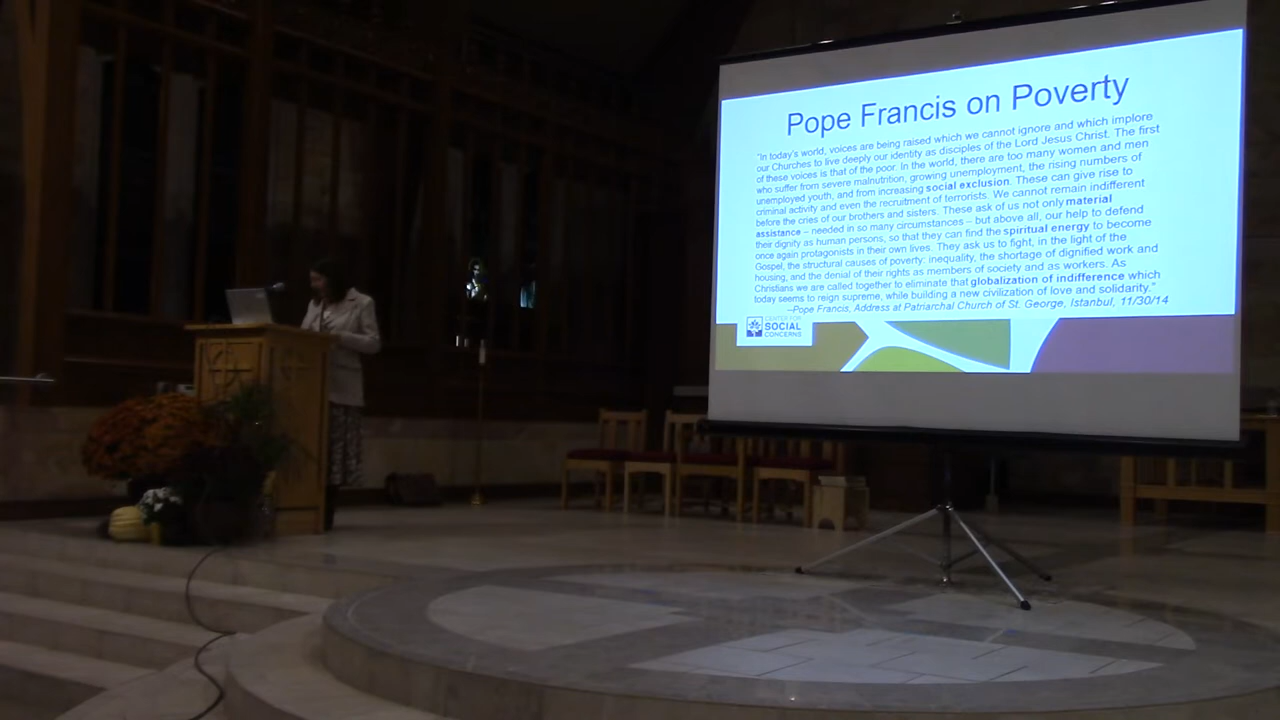 Pope Francis on Poverty
"In today's world, voices are being raised which we cannot ignore and which implore
our Churches to live deeply our identity as disciples of the Lord Jesus Christ. The first
of these voices is that of the poor. In the world, there are too many women and men
who suffer from severe malnutrition, growing unemployment, the rising numbers of
unemployed youth, and from increasing social exclusion. These can give rise to
criminal activity and even the recruitment of terrorists. We cannot remain indifferent
before the cries of our brothers and sisters. These ask of us not only material
assistance – needed in so many circumstances – but above all, our help to defend
their dignity as human persons, so that they can find the spiritual energy to become
once again protagonists in their own lives. They ask us to fight, in the light of the
Gospel, the structural causes of poverty: inequality, the shortage of dignified work and
housing, and the denial of their rights as members of society and as workers. As
Christians we are called together to eliminate that globalization of indifference which
today seems to reign supreme, while building a new civilization of love and solidarity."
–Pope Francis, Address at Patriarchal Church of St. George, Istanbul, 11/30/14
CENTER FOR
SOCIAL
CONCERNS